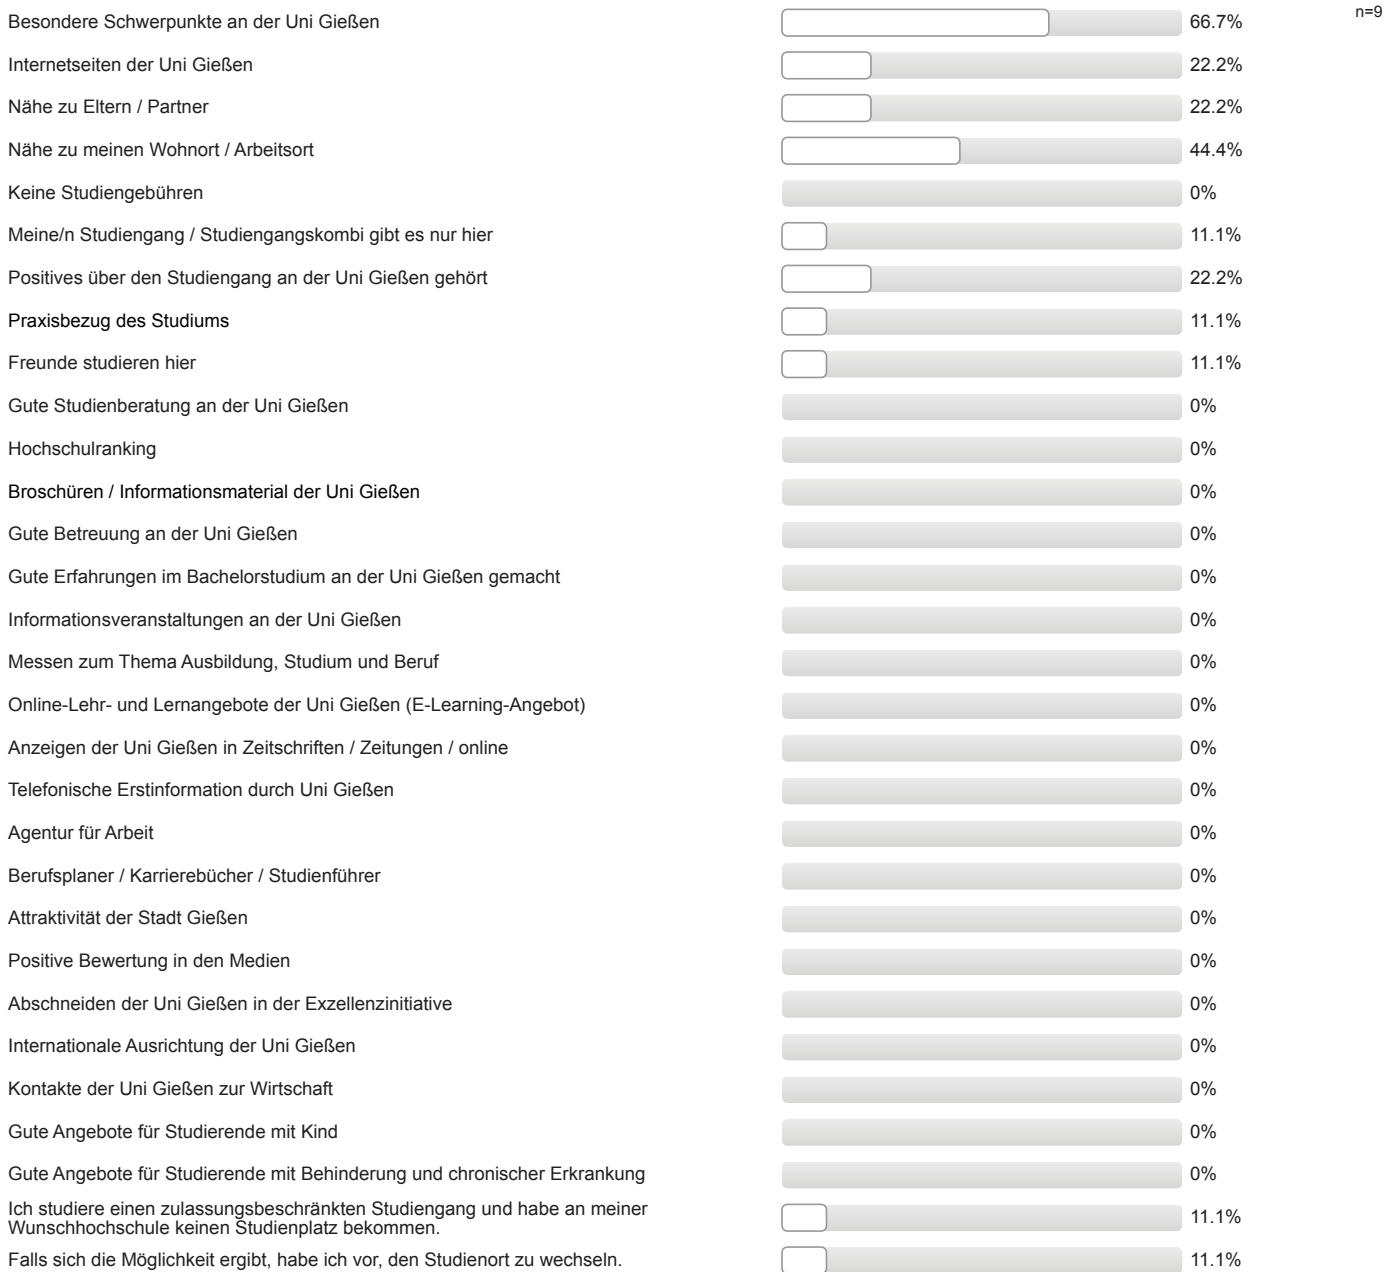 Besondere Schwerpunkte an der Uni Gießen 66.7% n=9
Internetseiten der Uni Gießen 22.2%
Nähe zu Eltern / Partner 22.2%
Nähe zu meinen Wohnort / Arbeitsort 44.4%
Keine Studiengebühren 0%
Meine/n Studiengang / Studiengangskombi gibt es nur hier 11.1%
Positives über den Studiengang an der Uni Gießen gehört 22.2%
Praxisbezug des Studiums 11.1%
Freunde studieren hier 11.1%
Gute Studienberatung an der Uni Gießen 0%
Hochschulranking 0%
Broschüren / Informationsmaterial der Uni Gießen 0%
Gute Betreuung an der Uni Gießen 0%
Gute Erfahrungen im Bachelorstudium an der Uni Gießen gemacht 0%
Informationsveranstaltungen an der Uni Gießen 0%
Messen zum Thema Ausbildung, Studium und Beruf 0%
Online-Lehr- und Lernangebote der Uni Gießen (E-Learning-Angebot) 0%
Anzeigen der Uni Gießen in Zeitschriften / Zeitungen / online 0%
Telefonische Erstinformation durch Uni Gießen 0%
Agentur für Arbeit 0%
Berufsplaner / Karrierebücher / Studienführer 0%
Attraktivität der Stadt Gießen 0%
Positive Bewertung in den Medien 0%
Abschneiden der Uni Gießen in der Exzellenzinitiative 0%
Internationale Ausrichtung der Uni Gießen 0%
Kontakte der Uni Gießen zur Wirtschaft 0%
Gute Angebote für Studierende mit Kind 0%
Gute Angebote für Studierende mit Behinderung und chronischer Erkrankung 0%
Ich studiere einen zulassungsbeschränkten Studiengang und habe an meiner
Wunschhochschule keinen Studienplatz bekommen. 11.1%
Falls sich die Möglichkeit ergibt, habe ich vor, den Studienort zu wechseln. 11.1%